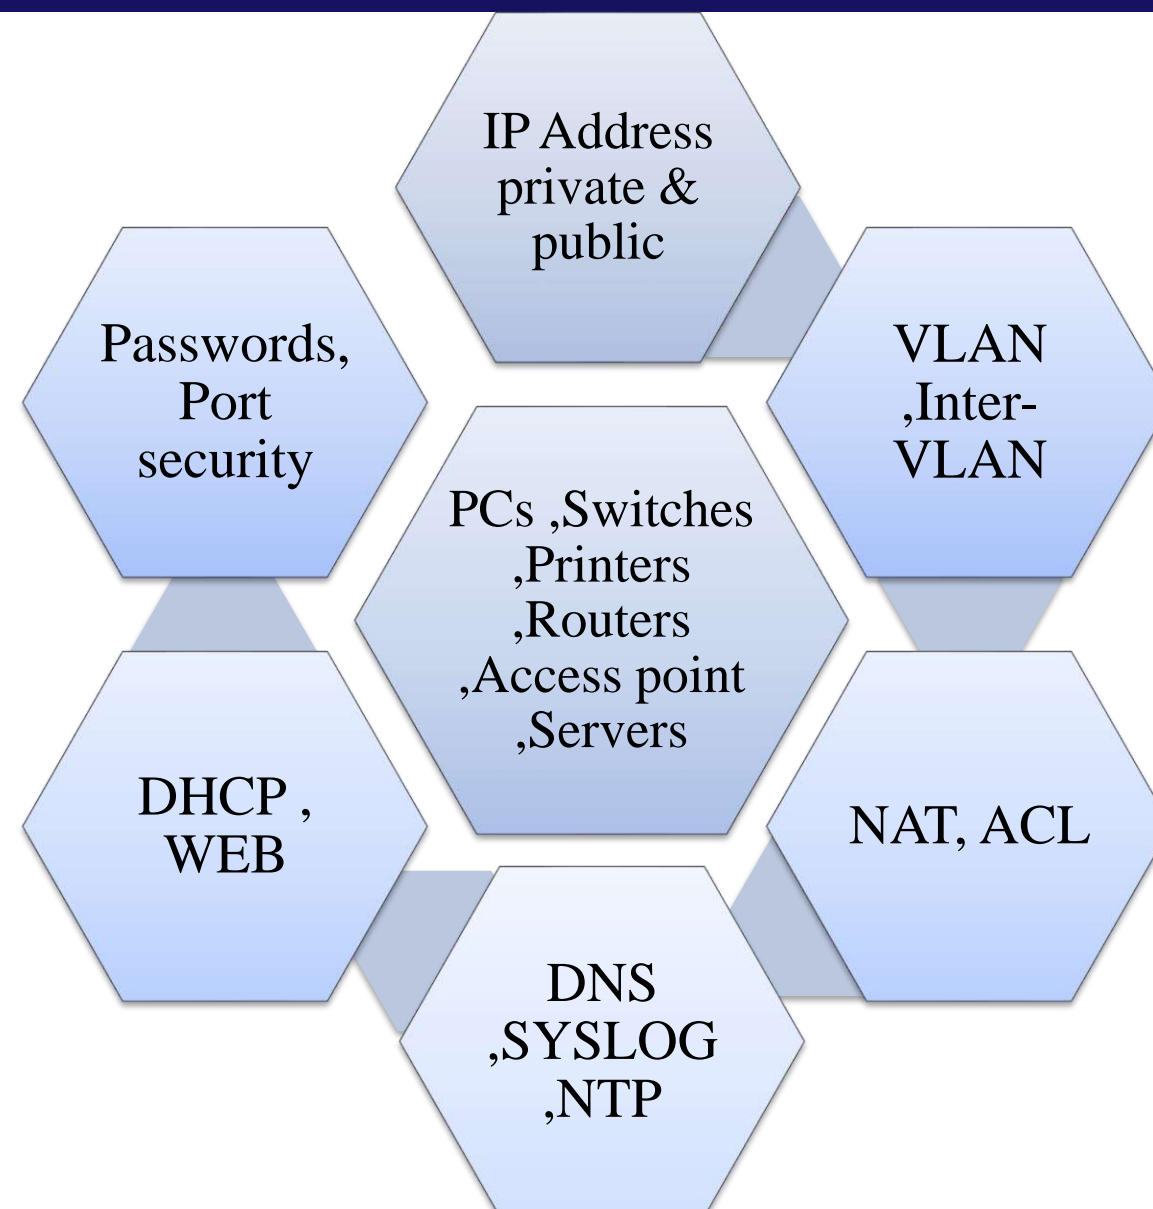 IP Address
private &
public
Passwords,
Port
security
VLAN
,Inter-
VLAN
PCs ,Switches
,Printers
,Routers
,Access point
,Servers
DHCP ,
WEB
NAT, ACL
DNS
,SYSLOG
,NTP